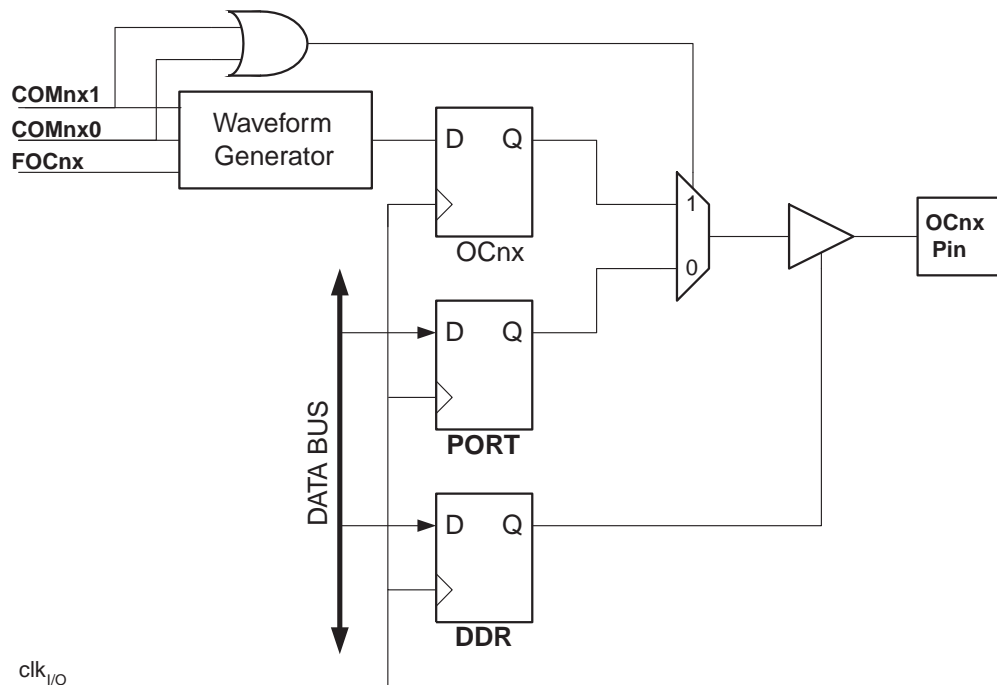 COMnx1
COMnx0
FOCnx
Waveform
Generator
D Q
OCnx
1
0
OCnx
Pin
D Q
PORT
DATA BUS
D Q
DDR
clkI/O